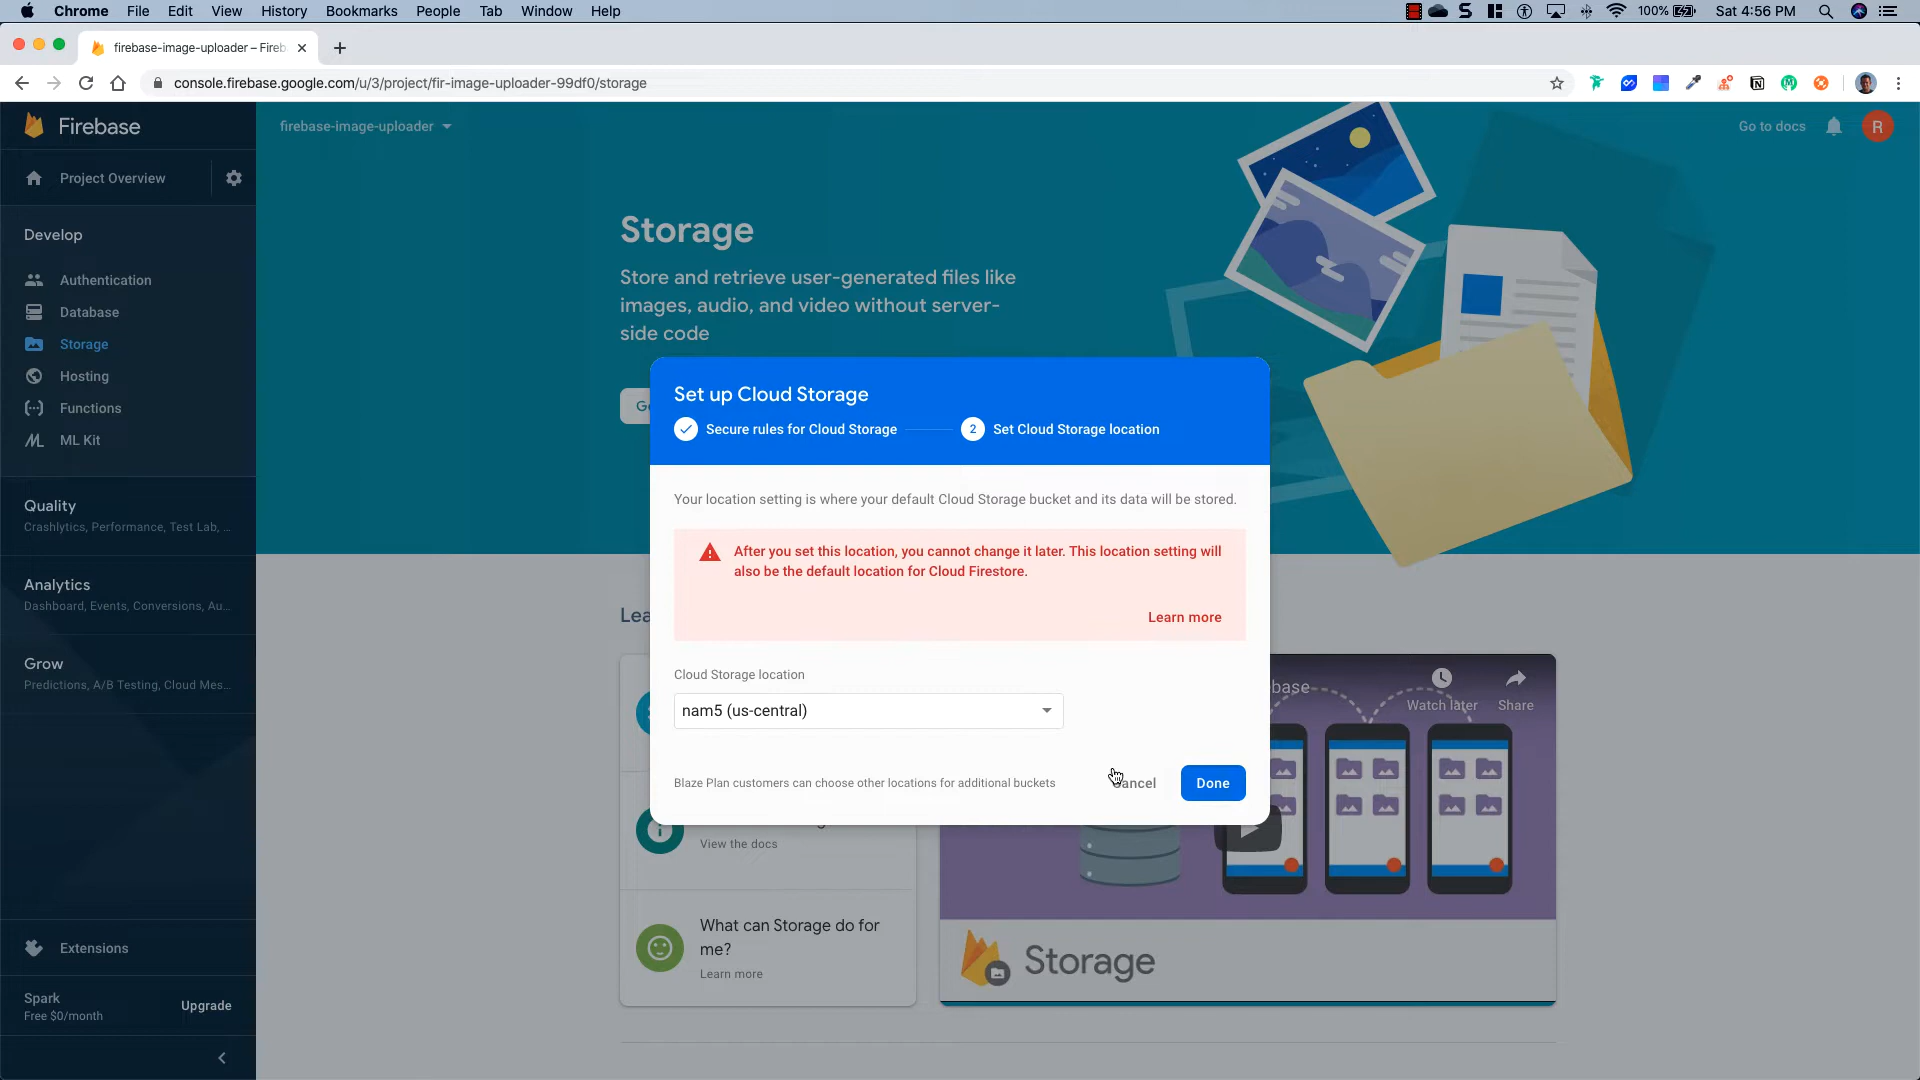 Chrome File Edit View History Bookmarks People Tab Window Help
100% Sat 4:56 PM
firebase-image-uploader – Fireb
console.firebase.google.com/u/3/project/fir-image-uploader-99df0/storage
Firebase
firebase-image-uploader
Go to docs
R
Project Overview
Develop
Authentication
Database
Storage
Hosting
Functions
ML Kit
Quality
Crashlytics, Performance, Test Lab, ...
Analytics
Dashboard, Events, Conversions, Au...
Grow
Predictions, A/B Testing, Cloud Mes...
Extensions
Spark
Free $0/month
Upgrade
Storage
Store and retrieve user-generated files like
images, audio, and video without server-
side code
Set up Cloud Storage
Secure rules for Cloud Storage
2 Set Cloud Storage location
Your location setting is where your default Cloud Storage bucket and its data will be stored.
After you set this location, you cannot change it later. This location setting will
also be the default location for Cloud Firestore.
Learn more
Cloud Storage location
nam5 (us-central)
Blaze Plan customers can choose other locations for additional buckets
Cancel
Done
View the docs
What can Storage do for
me?
Learn more
base
Watch later
Share
Storage